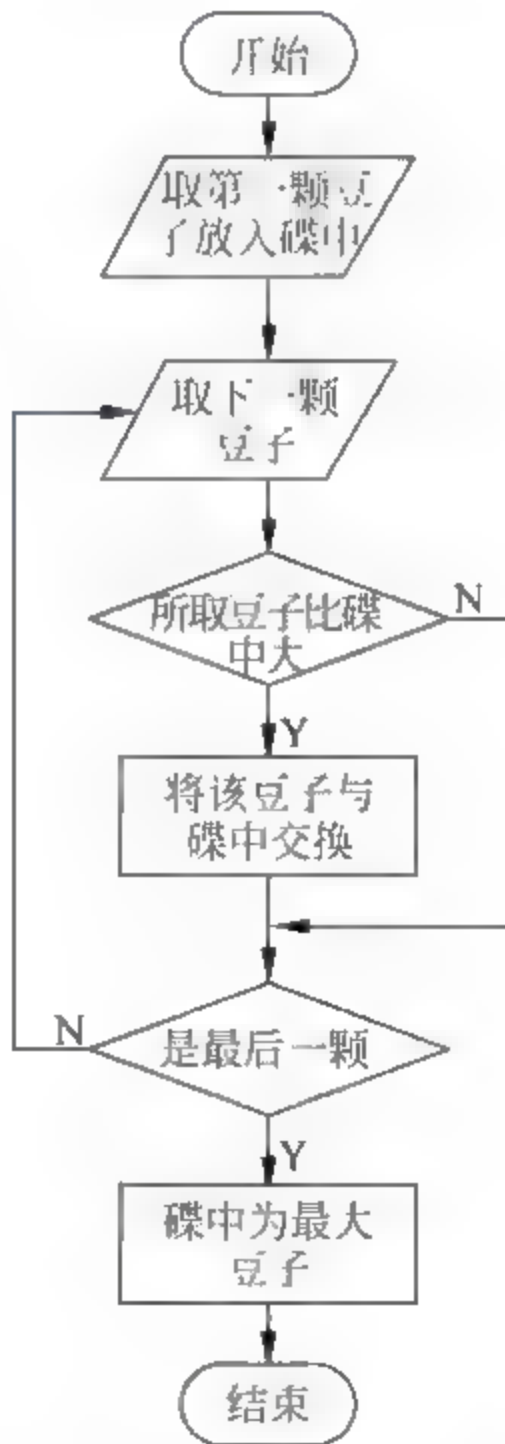 开始
取第一颗豆
子放入碟中
取下一颗
豆子
所取豆子比碟
中大
N
Y
将该豆子与
碟中交换
N
是最后一颗
Y
碟中为最大
豆子
结束